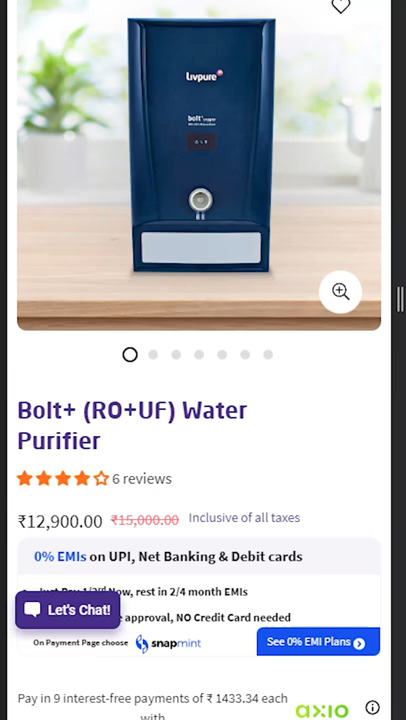 Livpure
bolt+ copper
Bolt+ (RO+UF) Water
Purifier
6 reviews
₹12,900.00 ₹15,000.00 Inclusive of all taxes
0% EMIs on UPI, Net Banking & Debit cards
Just Pay 1/3rd Now, rest in 2/4 month EMIs
Let's Chat!
approval, NO Credit Card needed
On Payment Page choose snapmint See 0% EMI Plans
Pay in 9 interest-free payments of ₹ 1433.34 each
with
axio